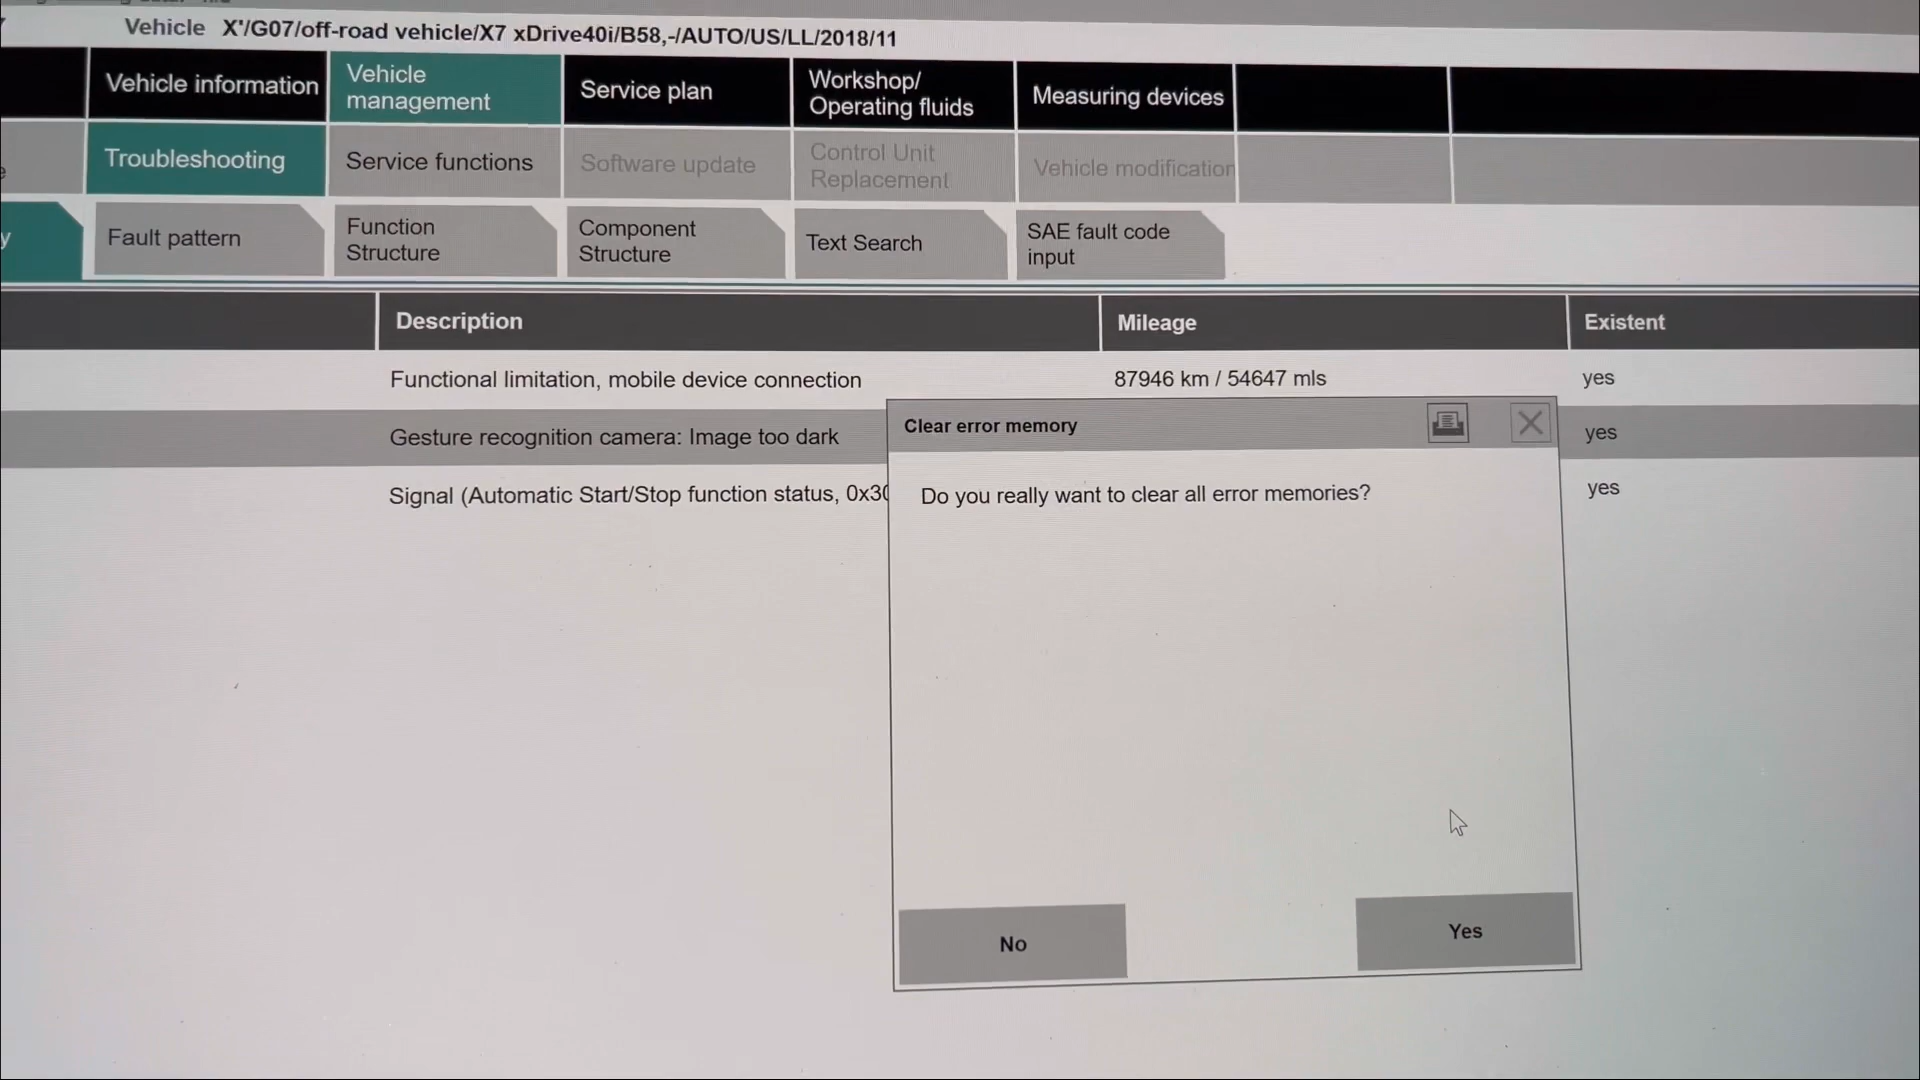 Vehicle X'/G07/off-road vehicle/X7 xDrive40i/B58,-/AUTO/US/LL/2018/11
Vehicle information
Vehicle
management
Service plan
Workshop/
Operating fluids
Measuring devices
Troubleshooting
Service functions
Software update
Control Unit
Replacement
Vehicle modification
Fault pattern
Function
Structure
Component
Structure
Text Search
SAE fault code
input
Description
Mileage
Existent
Functional limitation, mobile device connection
87946 km / 54647 mls
yes
Gesture recognition camera: Image too dark
yes
Signal (Automatic Start/Stop function status, 0x30
yes
Clear error memory
Do you really want to clear all error memories?
No
Yes